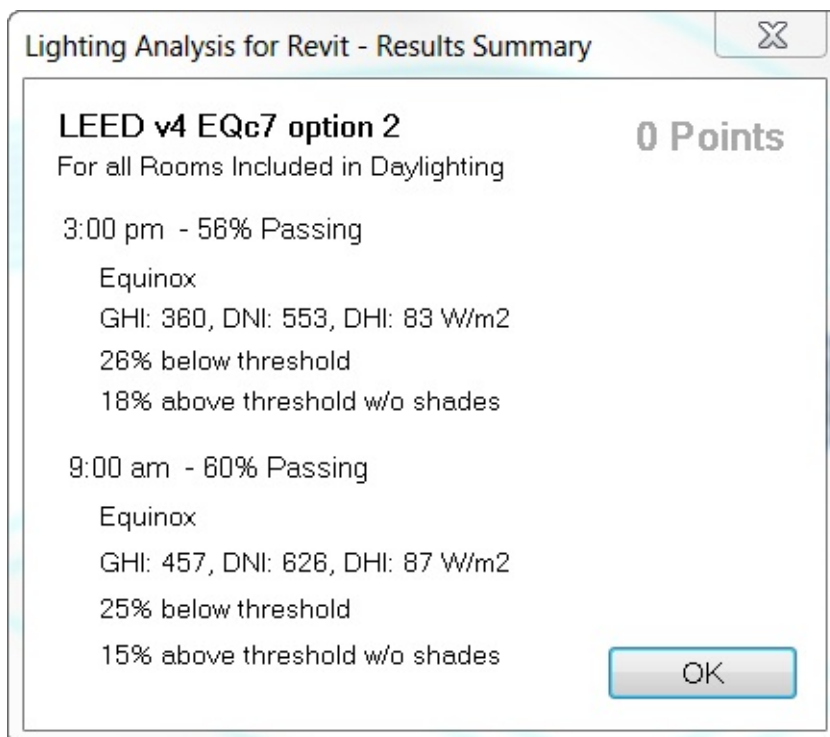 Lighting Analysis for Revit - Results Summary
LEED v4 EQc7 option 2
0 Points
For all Rooms Included in Daylighting
3:00 pm - 56% Passing
Equinox
GHI: 360, DNI: 553, DHI: 83 W/m2
26% below threshold
18% above threshold w/o shades
9:00 am - 60% Passing
Equinox
GHI: 457, DNI: 626, DHI: 87 W/m2
25% below threshold
15% above threshold w/o shades
OK